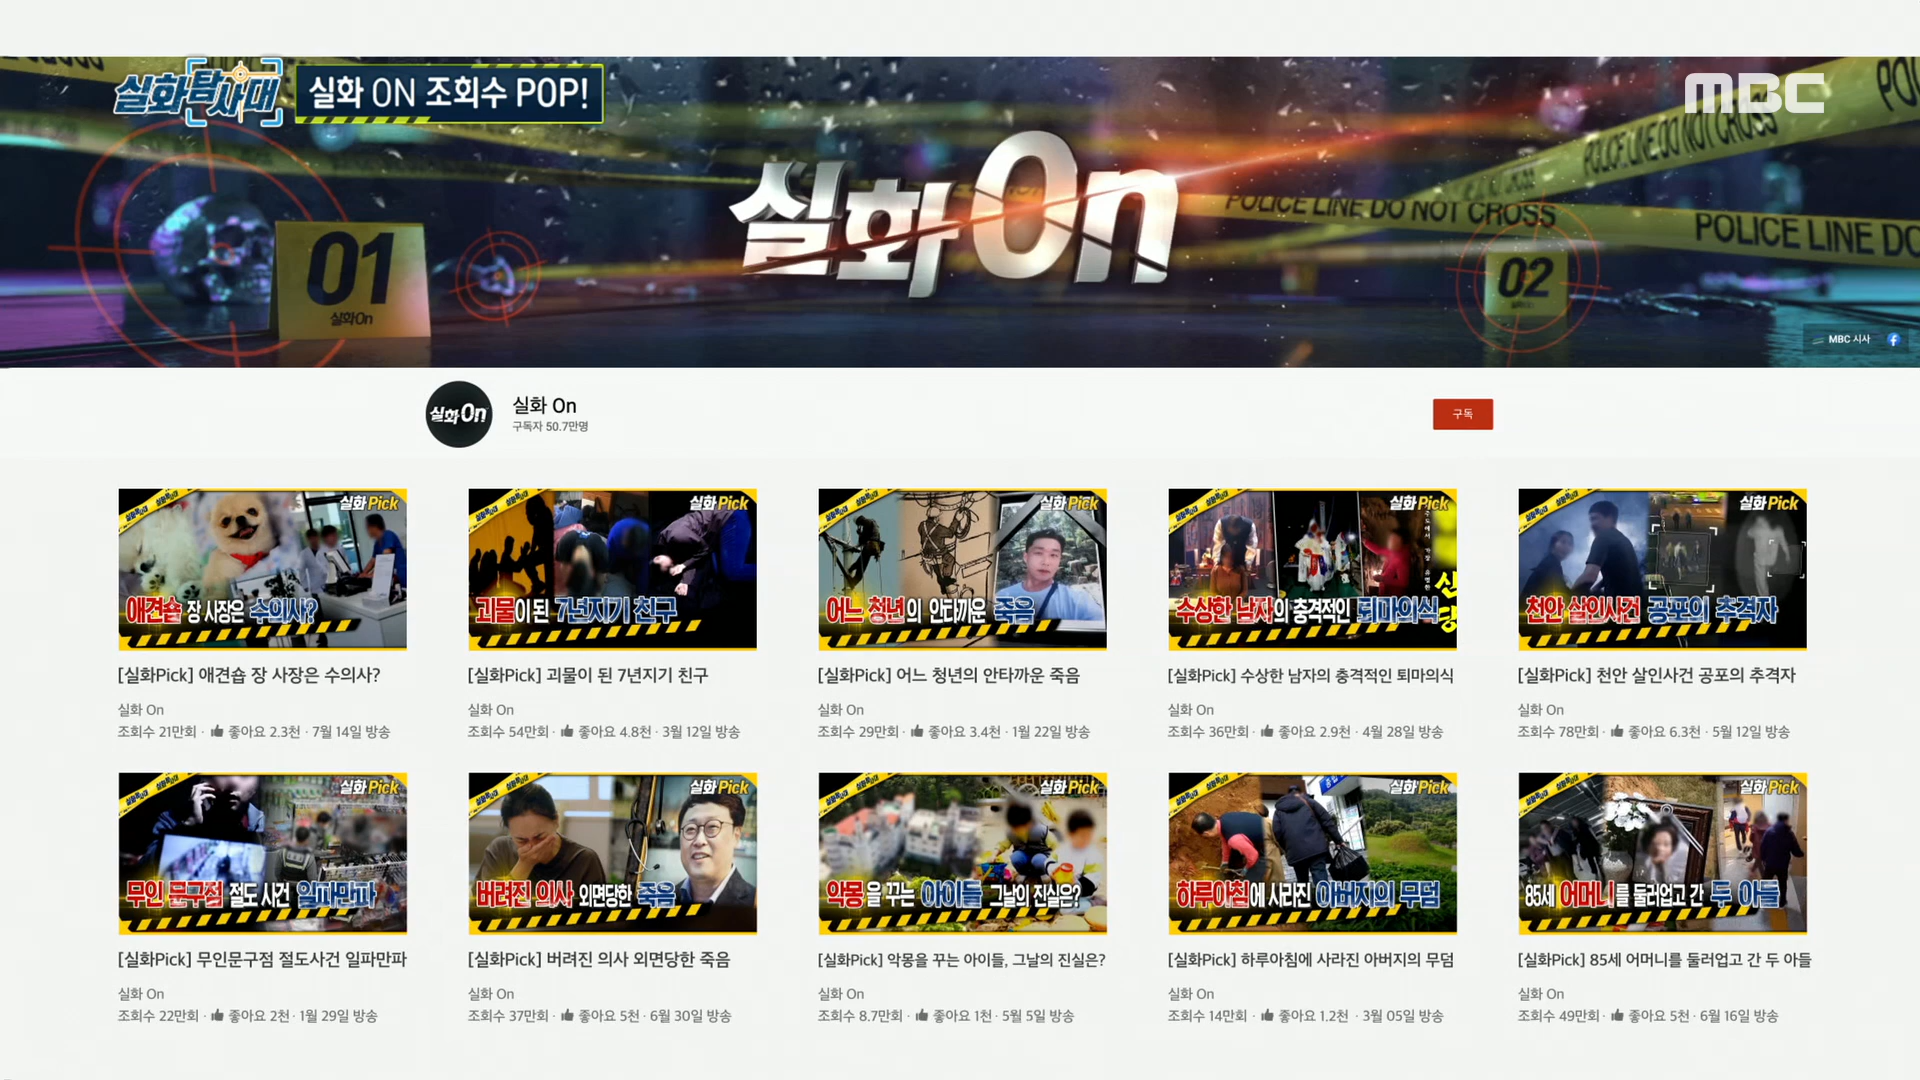 실화탐사대
실화 ON 조회수 POP!
MBC
POLICE LINE DO NOT CROSS
실화On
01
실화On
POLICE LINE DO NOT CROSS
POLICE LINE DO
02
MBC 시사
실화On
실화 On
구독자 50.7만명
구독
실화Pick
애견숍 장 사장은 수의사?
실화Pick
괴물이 된 7년지기 친구
실화Pick
어느 청년의 안타까운 죽음
실화Pick
수상한 남자의 충격적인 퇴마의식
신당
실화Pick
천안 살인사건 공포의 추격자
[실화Pick] 애견숍 장 사장은 수의사?
[실화Pick] 괴물이 된 7년지기 친구
[실화Pick] 어느 청년의 안타까운 죽음
[실화Pick] 수상한 남자의 충격적인 퇴마의식
[실화Pick] 천안 살인사건 공포의 추격자
실화 On
실화 On
실화 On
실화 On
실화 On
조회수 21만회 · 좋아요 2.3천 · 7월 14일 방송
조회수 54만회 · 좋아요 4.8천 · 3월 12일 방송
조회수 29만회 · 좋아요 3.4천 · 1월 22일 방송
조회수 36만회 · 좋아요 2.9천 · 4월 28일 방송
조회수 78만회 · 좋아요 6.3천 · 5월 12일 방송
실화Pick
무인 문구점 절도 사건 일파만파
실화Pick
버려진 의사 외면당한 죽음
실화Pick
악몽을 꾸는 아이들 그날의 진실은?
실화Pick
하루아침에 사라진 아버지의 무덤
실화Pick
85세 어머니를 둘러업고 간 두 아들
[실화Pick] 무인문구점 절도사건 일파만파
[실화Pick] 버려진 의사 외면당한 죽음
[실화Pick] 악몽을 꾸는 아이들, 그날의 진실은?
[실화Pick] 하루아침에 사라진 아버지의 무덤
[실화Pick] 85세 어머니를 둘러업고 간 두 아들
실화 On
실화 On
실화 On
실화 On
실화 On
조회수 22만회 · 좋아요 2천 · 1월 29일 방송
조회수 37만회 · 좋아요 5천 · 6월 30일 방송
조회수 8.7만회 · 좋아요 1천 · 5월 5일 방송
조회수 14만회 · 좋아요 1.2천 · 3월 05일 방송
조회수 49만회 · 좋아요 5천 · 6월 16일 방송